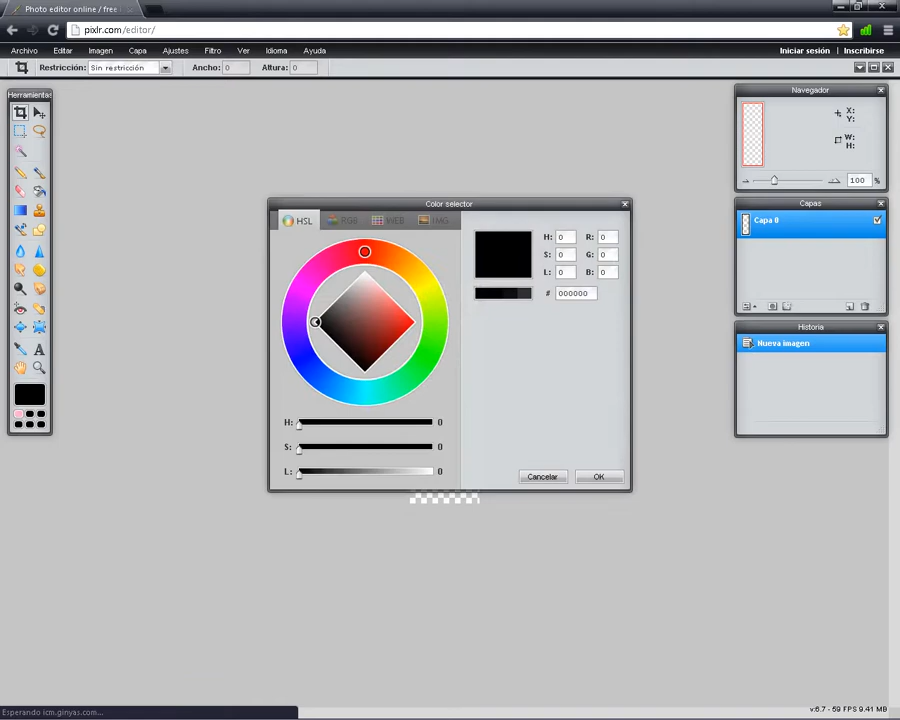 Photo editor online / free
pixlr.com/editor/
Archivo Editar Imagen Capa Ajustes Filtro Ver Idioma Ayuda Iniciar sesión Inscribirse
Restricción: Sin restricción Ancho: 0 Altura: 0
Herramientas
Navegador
X:
Y:
W:
H:
100 %
Capas
Capa 0
Historia
Nueva imagen
Color selector
HSL RGB WEB IMG
H: 0 R: 0
S: 0 G: 0
L: 0 B: 0
# 000000
H: 0
S: 0
L: 0
Cancelar OK
Esperando icm.ginyas.com...
v:6.7 - 59 FPS 9.41 MB